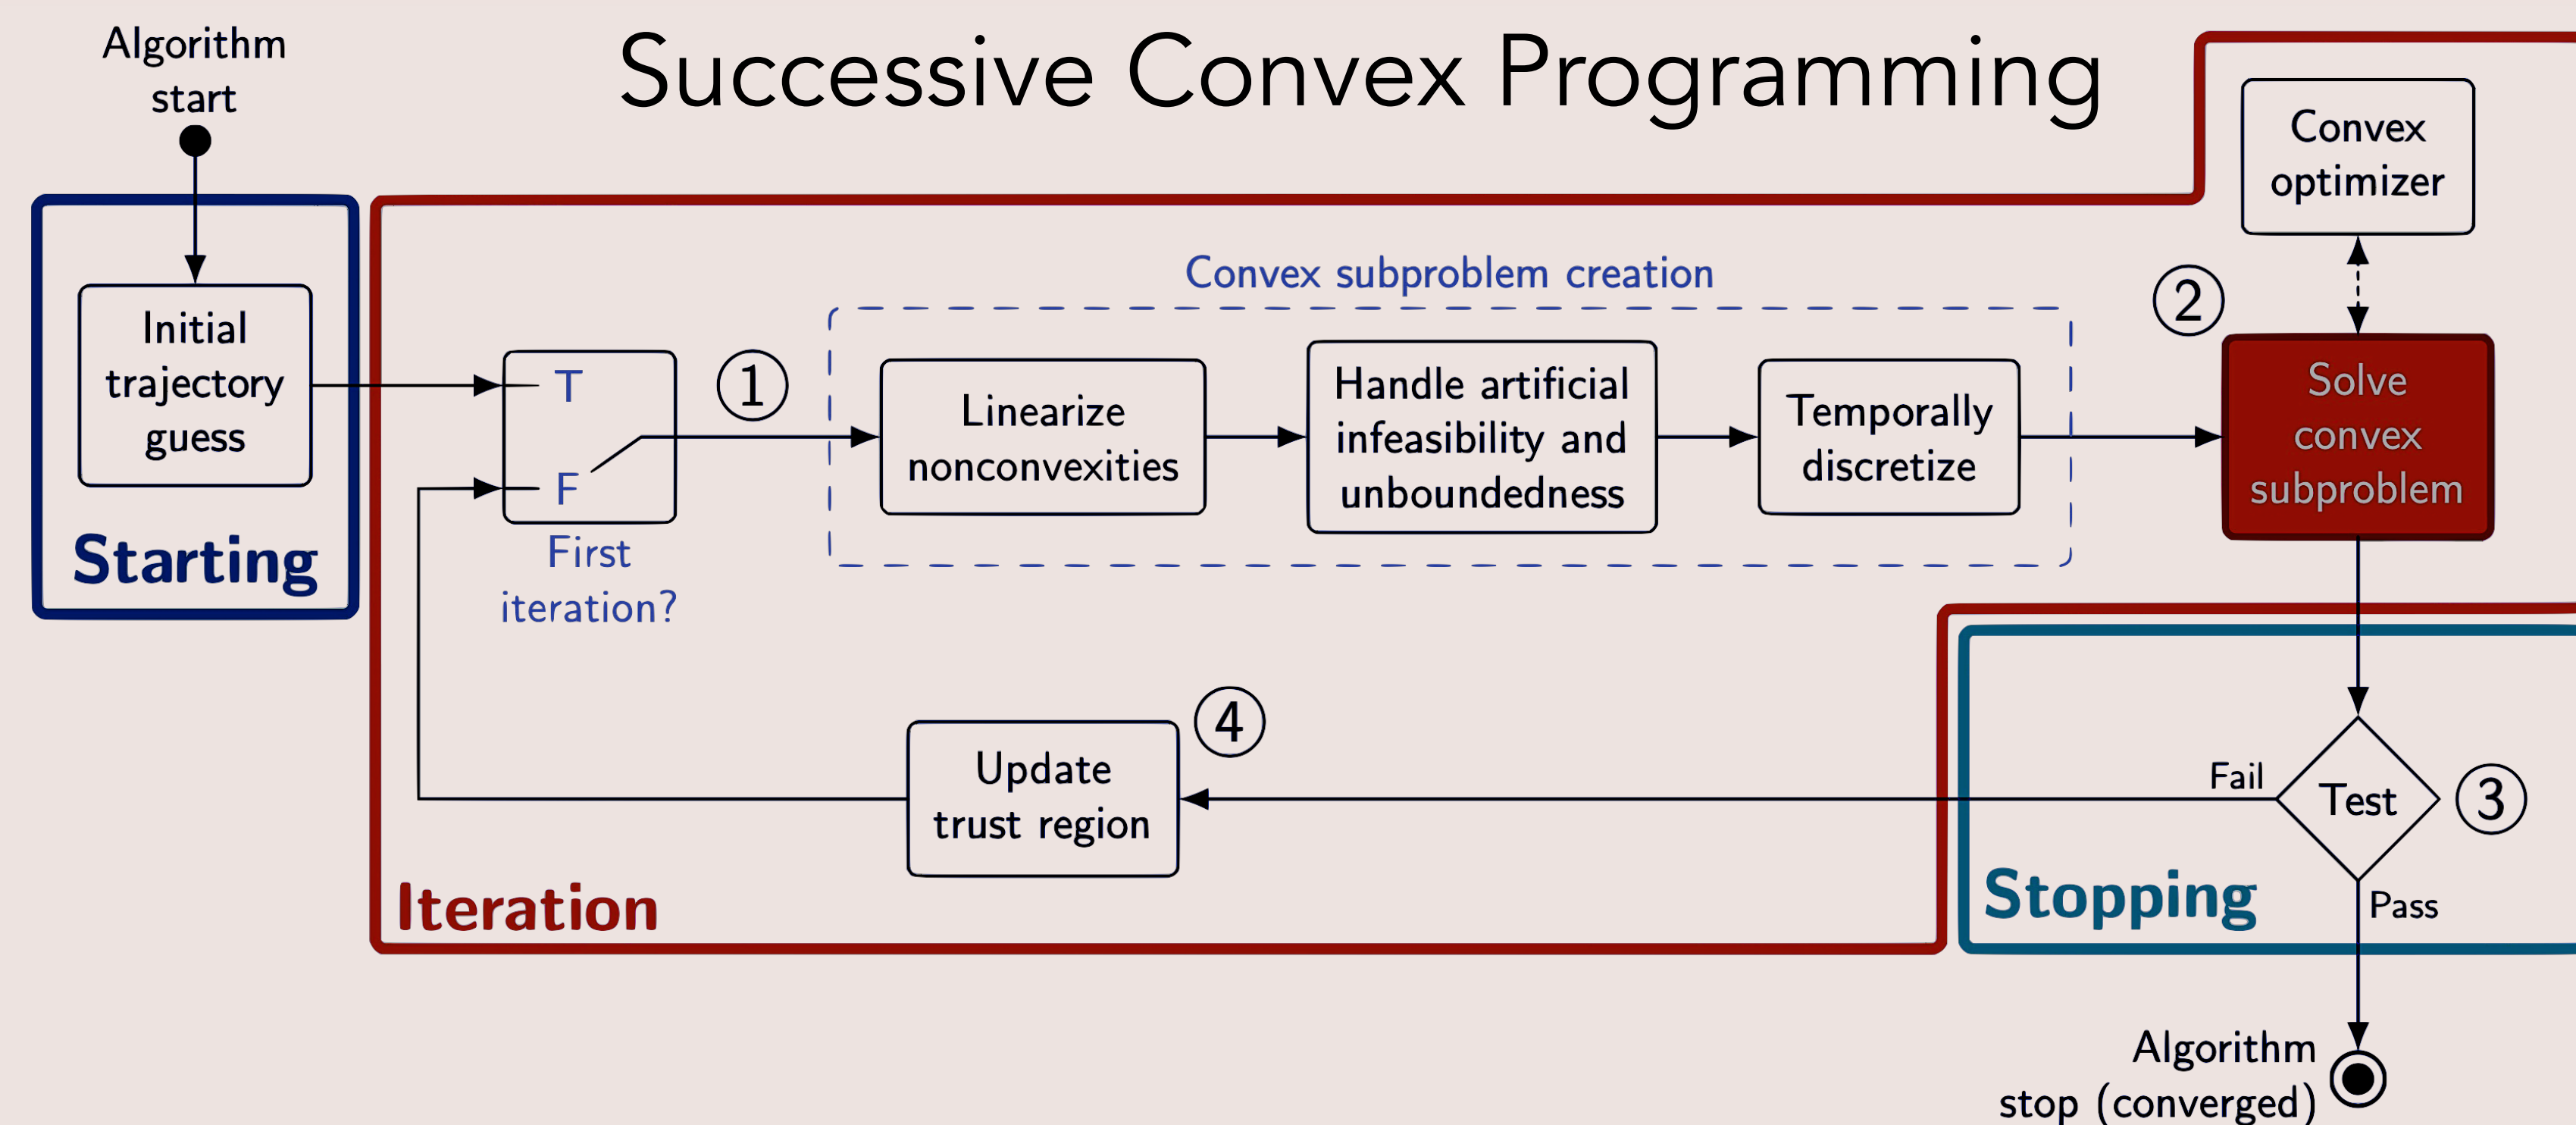 Successive Convex Programming
Algorithm
start
Initial
trajectory
guess
Starting
T
F
First
iteration?
1
Convex subproblem creation
Linearize
nonconvexities
Handle artificial
infeasibility and
unboundedness
Temporally
discretize
2
Convex
optimizer
Solve
convex
subproblem
Test
3
Fail
Pass
Stopping
4
Update
trust region
Iteration
Algorithm
stop (converged)